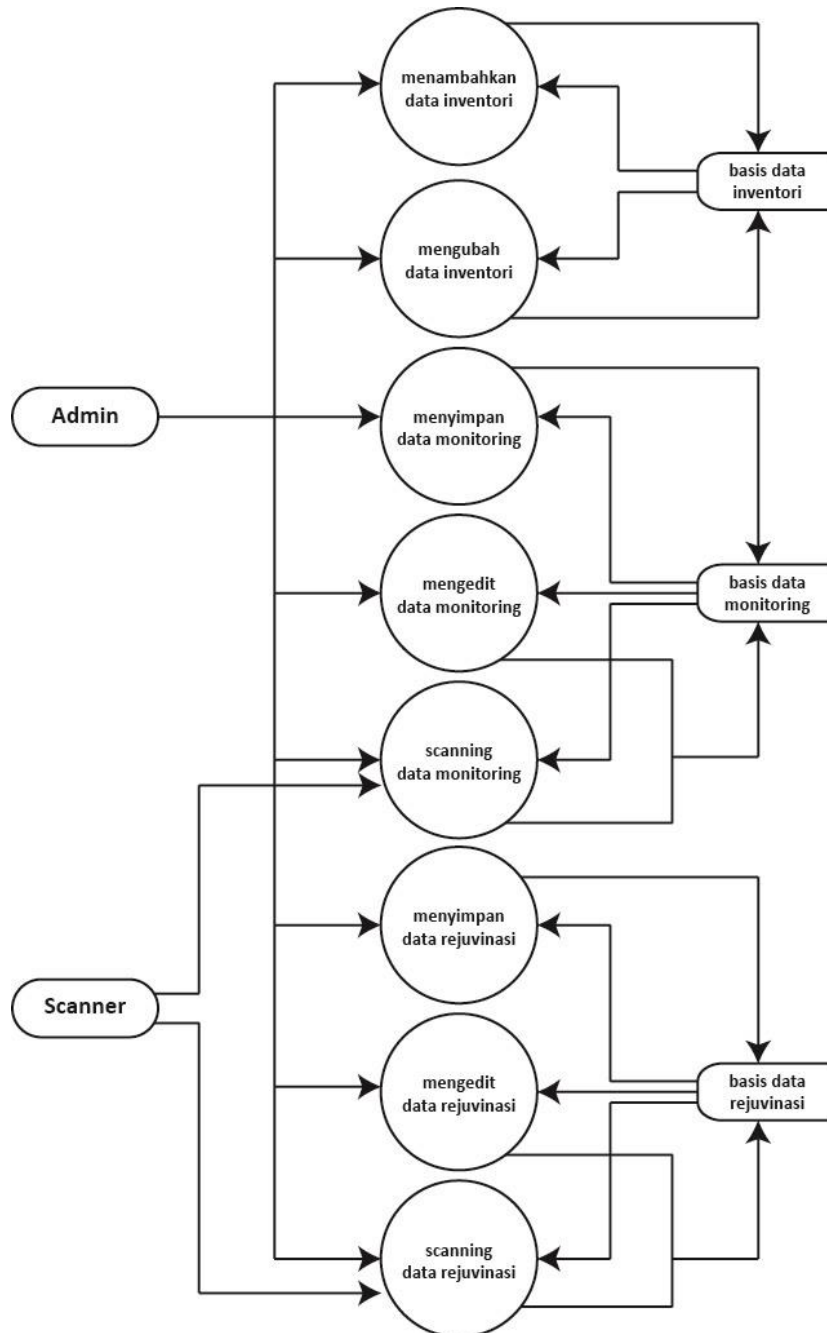 menambahkan
data inventori
basis data
inventori
mengubah
data inventori
Admin
menyimpan
data monitoring
mengedit
data monitoring
basis data
monitoring
scanning
data monitoring
menyimpan
data rejuvinasi
Scanner
mengedit
data rejuvinasi
basis data
rejuvinasi
scanning
data rejuvinasi